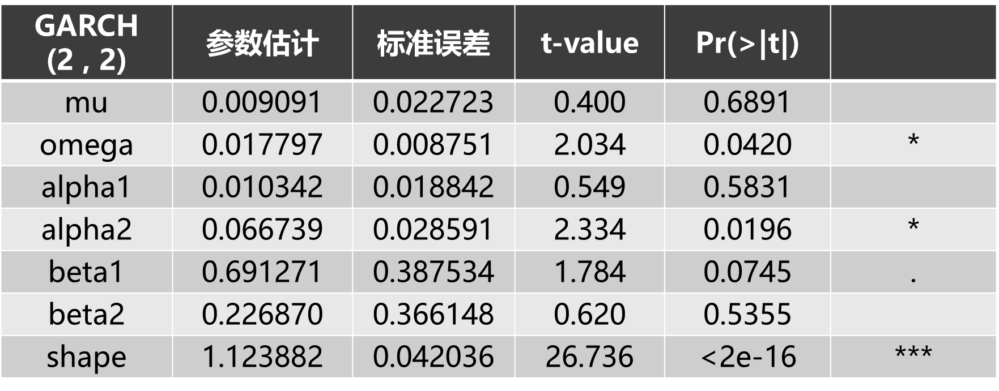 GARCH
(2 , 2) 参数估计 标准误差 t-value Pr(>|t|)
mu 0.009091 0.022723 0.400 0.6891
omega 0.017797 0.008751 2.034 0.0420 *
alpha1 0.010342 0.018842 0.549 0.5831
alpha2 0.066739 0.028591 2.334 0.0196 *
beta1 0.691271 0.387534 1.784 0.0745 .
beta2 0.226870 0.366148 0.620 0.5355
shape 1.123882 0.042036 26.736 <2e-16 ***